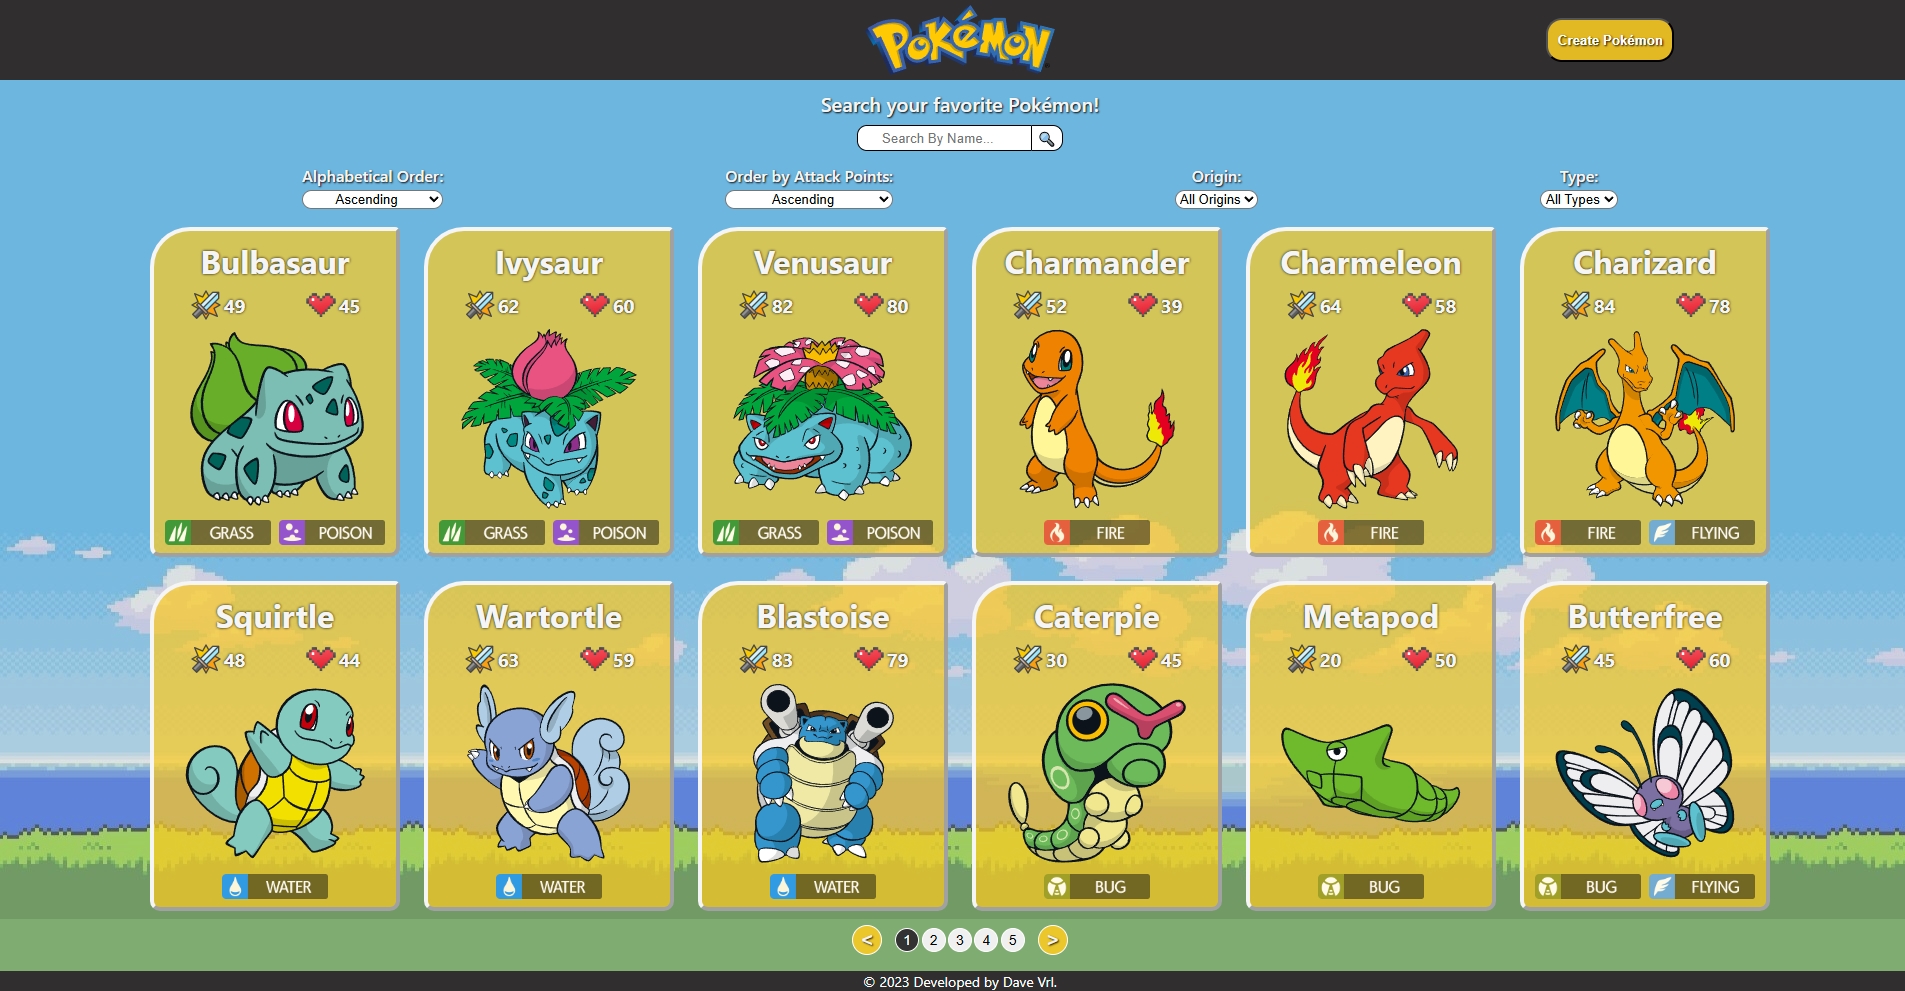 POKéMON
Create Pokémon
Search your favorite Pokémon!
Search By Name...
Alphabetical Order: Order by Attack Points: Origin: Type:
Ascending Ascending All Origins All Types
Bulbasaur Ivysaur Venusaur Charmander Charmeleon Charizard
49 45 62 60 82 80 52 39 64 58 84 78
GRASS POISON GRASS POISON GRASS POISON FIRE FIRE FIRE FLYING
Squirtle Wartortle Blastoise Caterpie Metapod Butterfree
48 44 63 59 83 79 30 45 20 50 45 60
WATER WATER WATER BUG BUG BUG FLYING
< 1 2 3 4 5 >
© 2023 Developed by Dave Vrl.